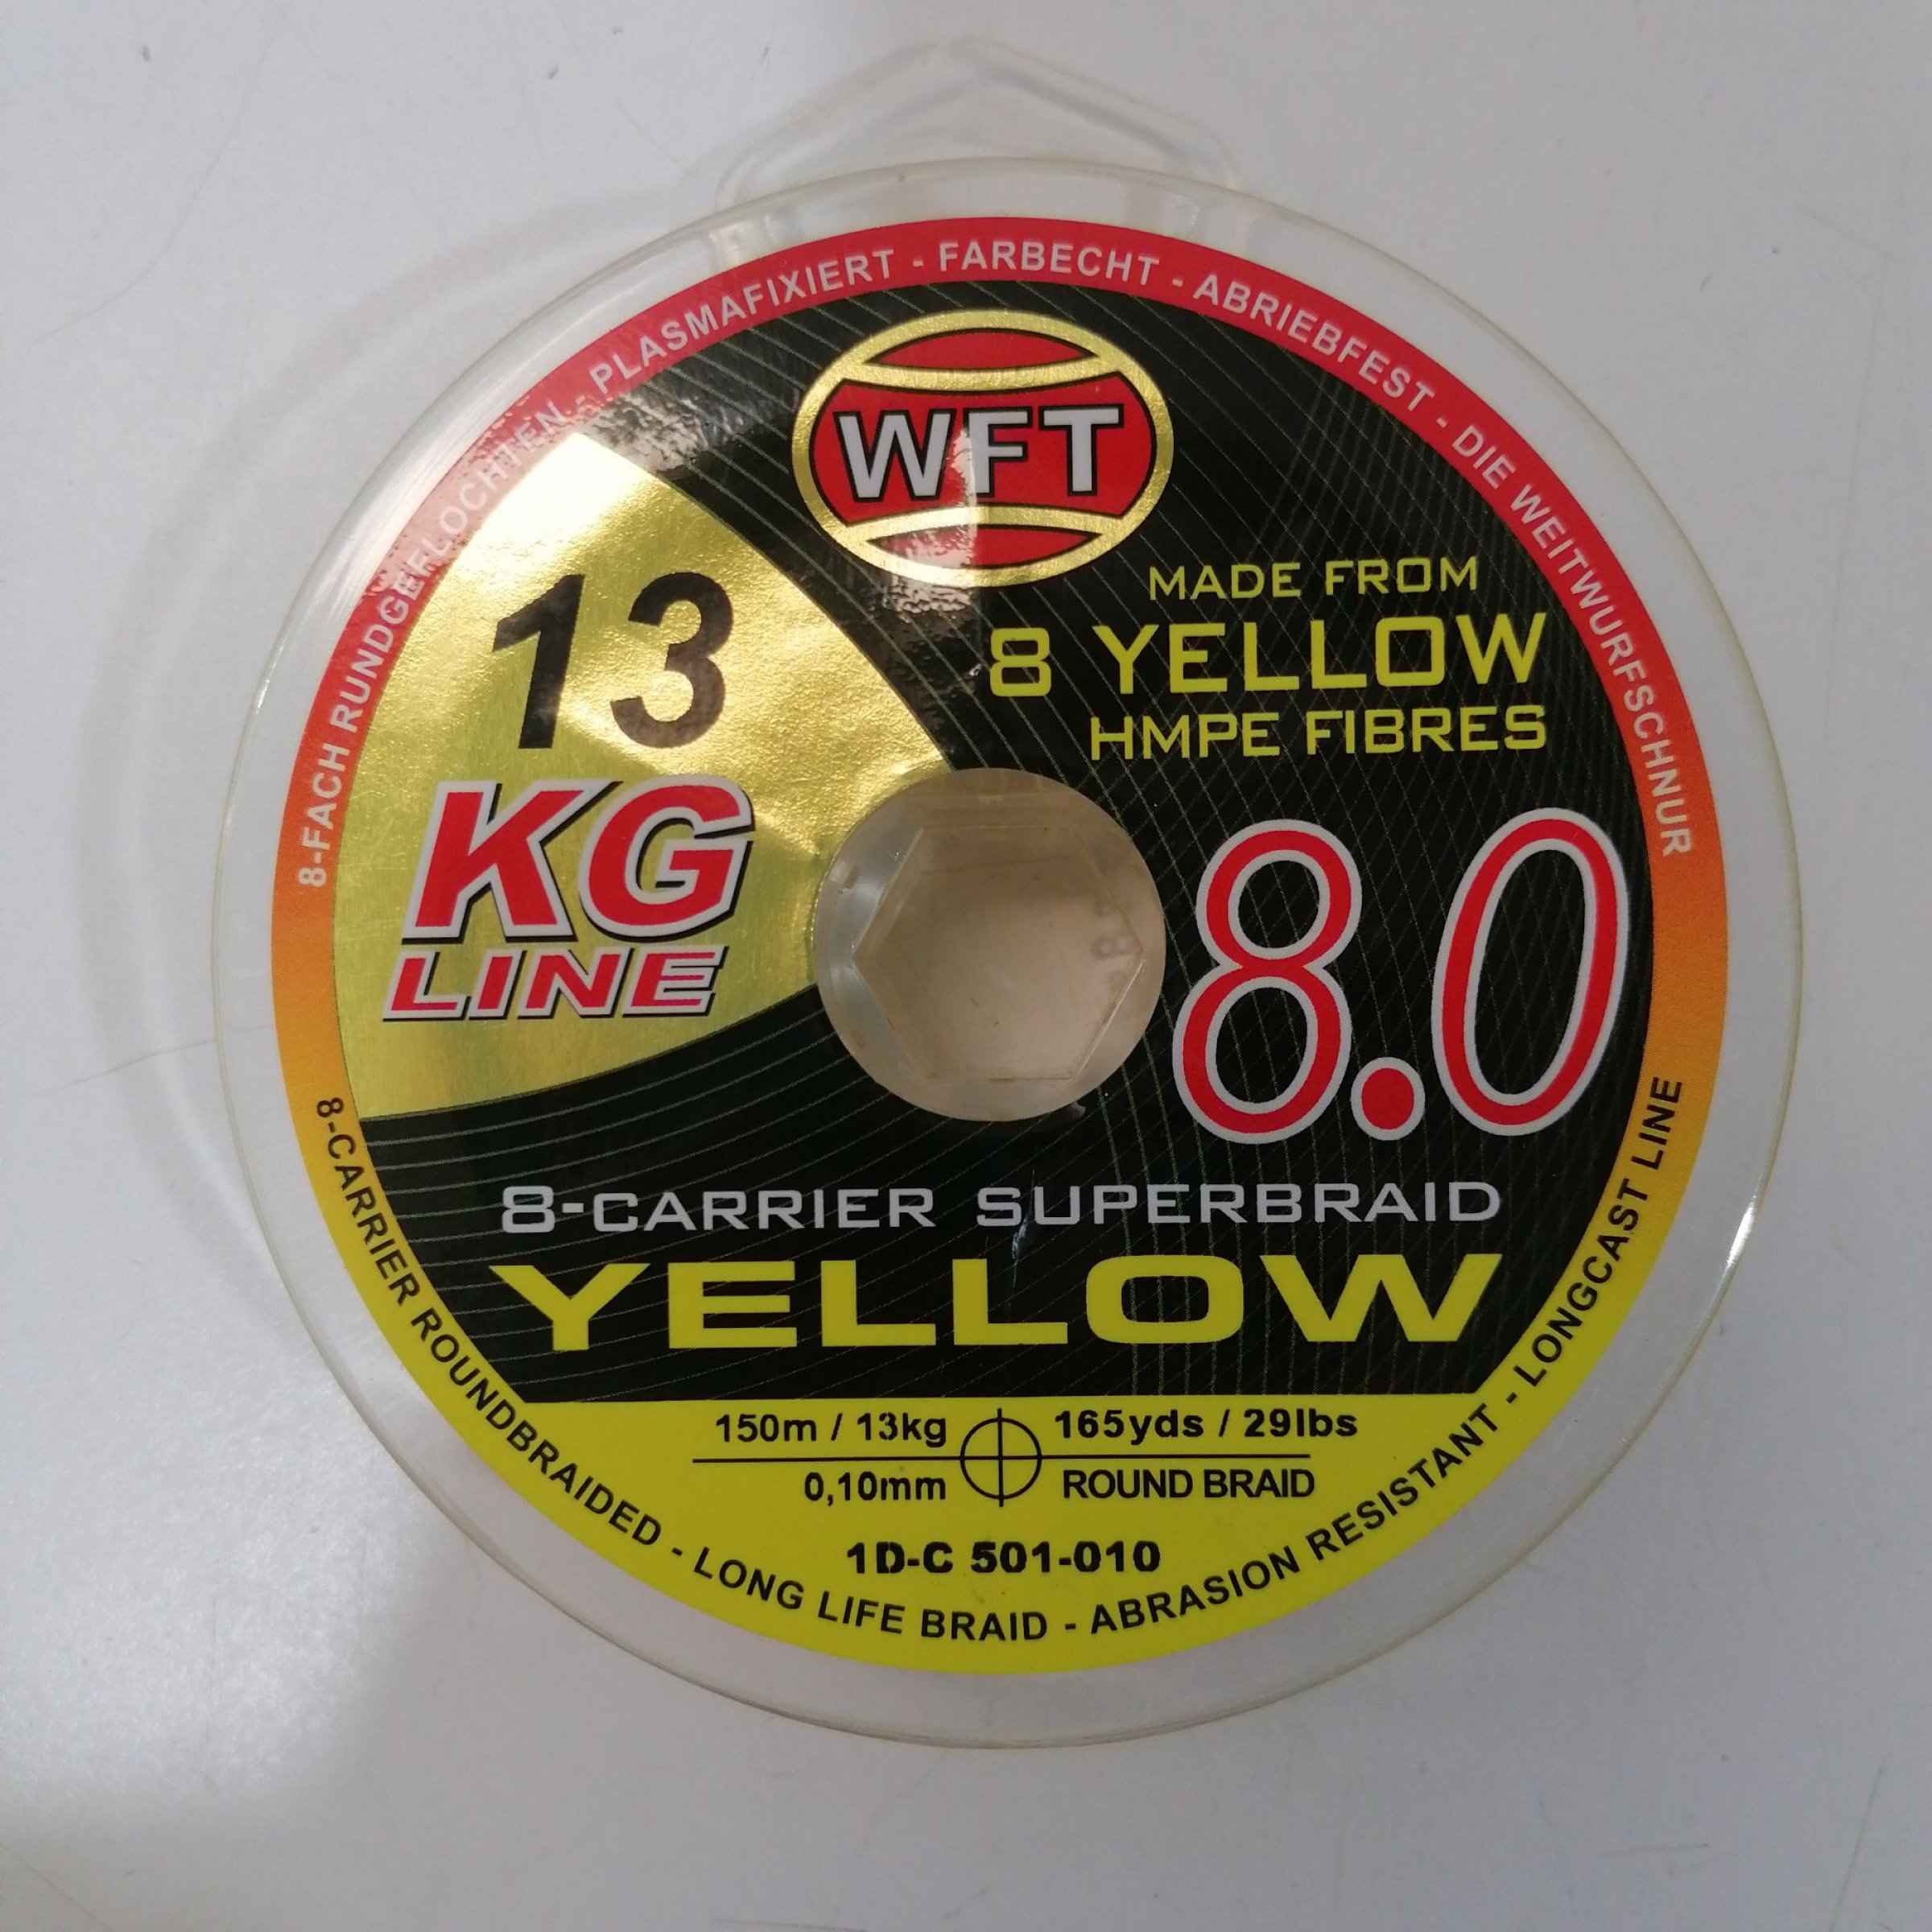 8-FACH RUNDGEFLOCHTEN - PLASMAFIXIERT - FARBECHT - ABRIEBFEST - DIE WEITWURFSCHNUR
WFT
MADE FROM
8 YELLOW
HMPE FIBRES
13
KG
LINE
8.0
8-CARRIER SUPERBRAID
YELLOW
150m / 13kg 165yds / 29lbs
0,10mm ROUND BRAID
1D-C 501-010
8-CARRIER ROUNDBRAIDED - LONG LIFE BRAID - ABRASION RESISTANT - LONGCAST LINE